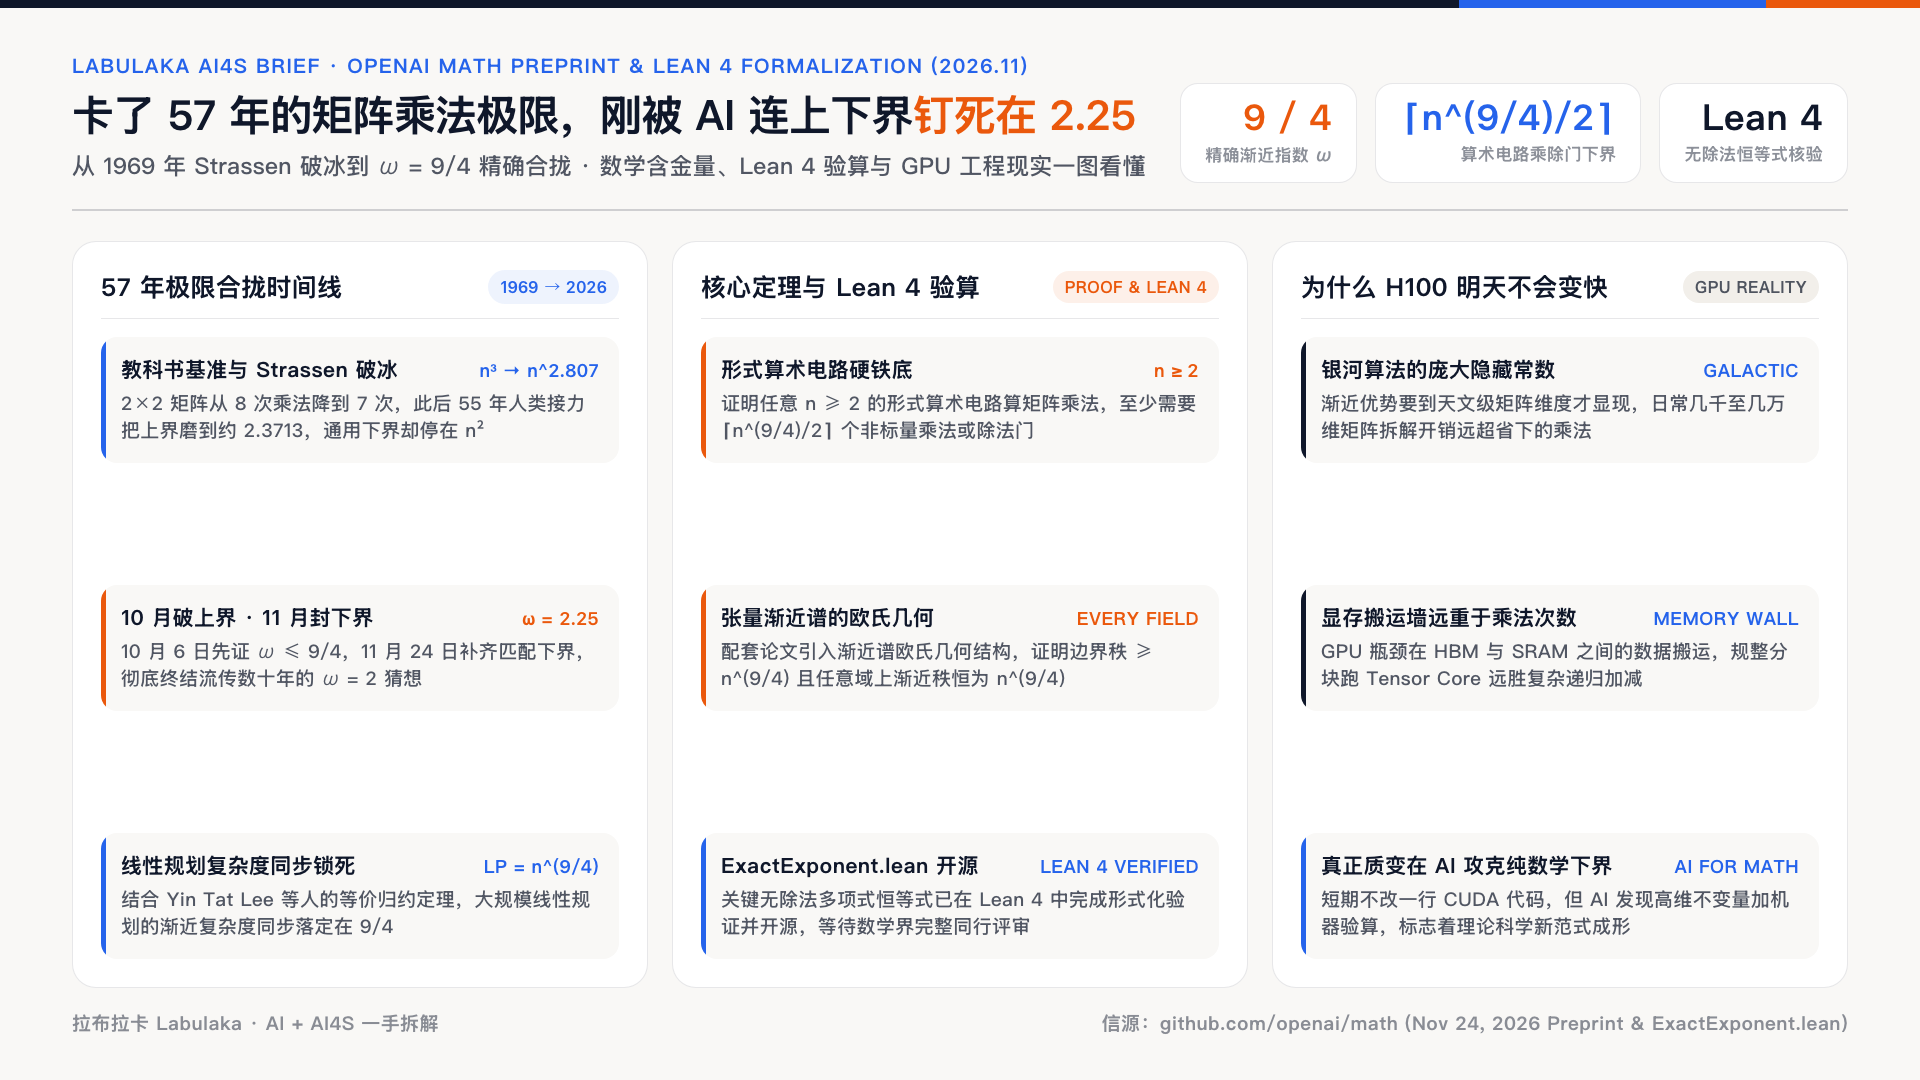 LABULAKA AI4S BRIEF · OPENAI MATH PREPRINT & LEAN 4 FORMALIZATION (2026.11)
卡了 57 年的矩阵乘法极限，刚被 AI 连上下界钉死在 2.25
从 1969 年 Strassen 破冰到 ω = 9/4 精确合拢 · 数学含金量、Lean 4 验算与 GPU 工程现实一图看懂
9 / 4
精确渐近指数 ω
⌈n^(9/4)/2⌉
算术电路乘除门下界
Lean 4
无除法恒等式核验
57 年极限合拢时间线
1969 → 2026
教科书基准与 Strassen 破冰
n³ → n^2.807
2×2 矩阵从 8 次乘法降到 7 次，此后 55 年人类接力
把上界磨到约 2.3713，通用下界却停在 n²
10 月破上界 · 11 月封下界
ω = 2.25
10 月 6 日先证 ω ⩽ 9/4，11 月 24 日补齐匹配下界，
彻底终结流传数十年的 ω = 2 猜想
线性规划复杂度同步锁死
LP = n^(9/4)
结合 Yin Tat Lee 等人的等价归约定理，大规模线性规
划的渐近复杂度同步落定在 9/4
核心定理与 Lean 4 验算
PROOF & LEAN 4
形式算术电路硬铁底
n ≥ 2
证明任意 n ⩾ 2 的形式算术电路算矩阵乘法，至少需要
⌈n^(9/4)/2⌉ 个非标量乘法或除法门
张量渐近谱的欧氏几何
EVERY FIELD
配套论文引入渐近谱欧氏几何结构，证明边界秩 ⩾
n^(9/4) 且任意域上渐近秩恒为 n^(9/4)
ExactExponent.lean 开源
LEAN 4 VERIFIED
关键无除法多项式恒等式已在 Lean 4 中完成形式化验
证并开源，等待数学界完整同行评审
为什么 H100 明天不会变快
GPU REALITY
银河算法的庞大隐藏常数
GALACTIC
渐近优势要到天文级矩阵维度才显现，日常几千至几万
维矩阵拆解开销远超省下的乘法
显存搬运墙远重于乘法次数
MEMORY WALL
GPU 瓶颈在 HBM 与 SRAM 之间的数据搬运，规整分
块跑 Tensor Core 远胜复杂递归加减
真正质变在 AI 攻克纯数学下界
AI FOR MATH
短期不改一行 CUDA 代码，但 AI 发现高维不变量加机
器验算，标志着理论科学新范式成形
拉布拉卡 Labulaka · AI + AI4S 一手拆解
信源：github.com/openai/math (Nov 24, 2026 Preprint & ExactExponent.lean)